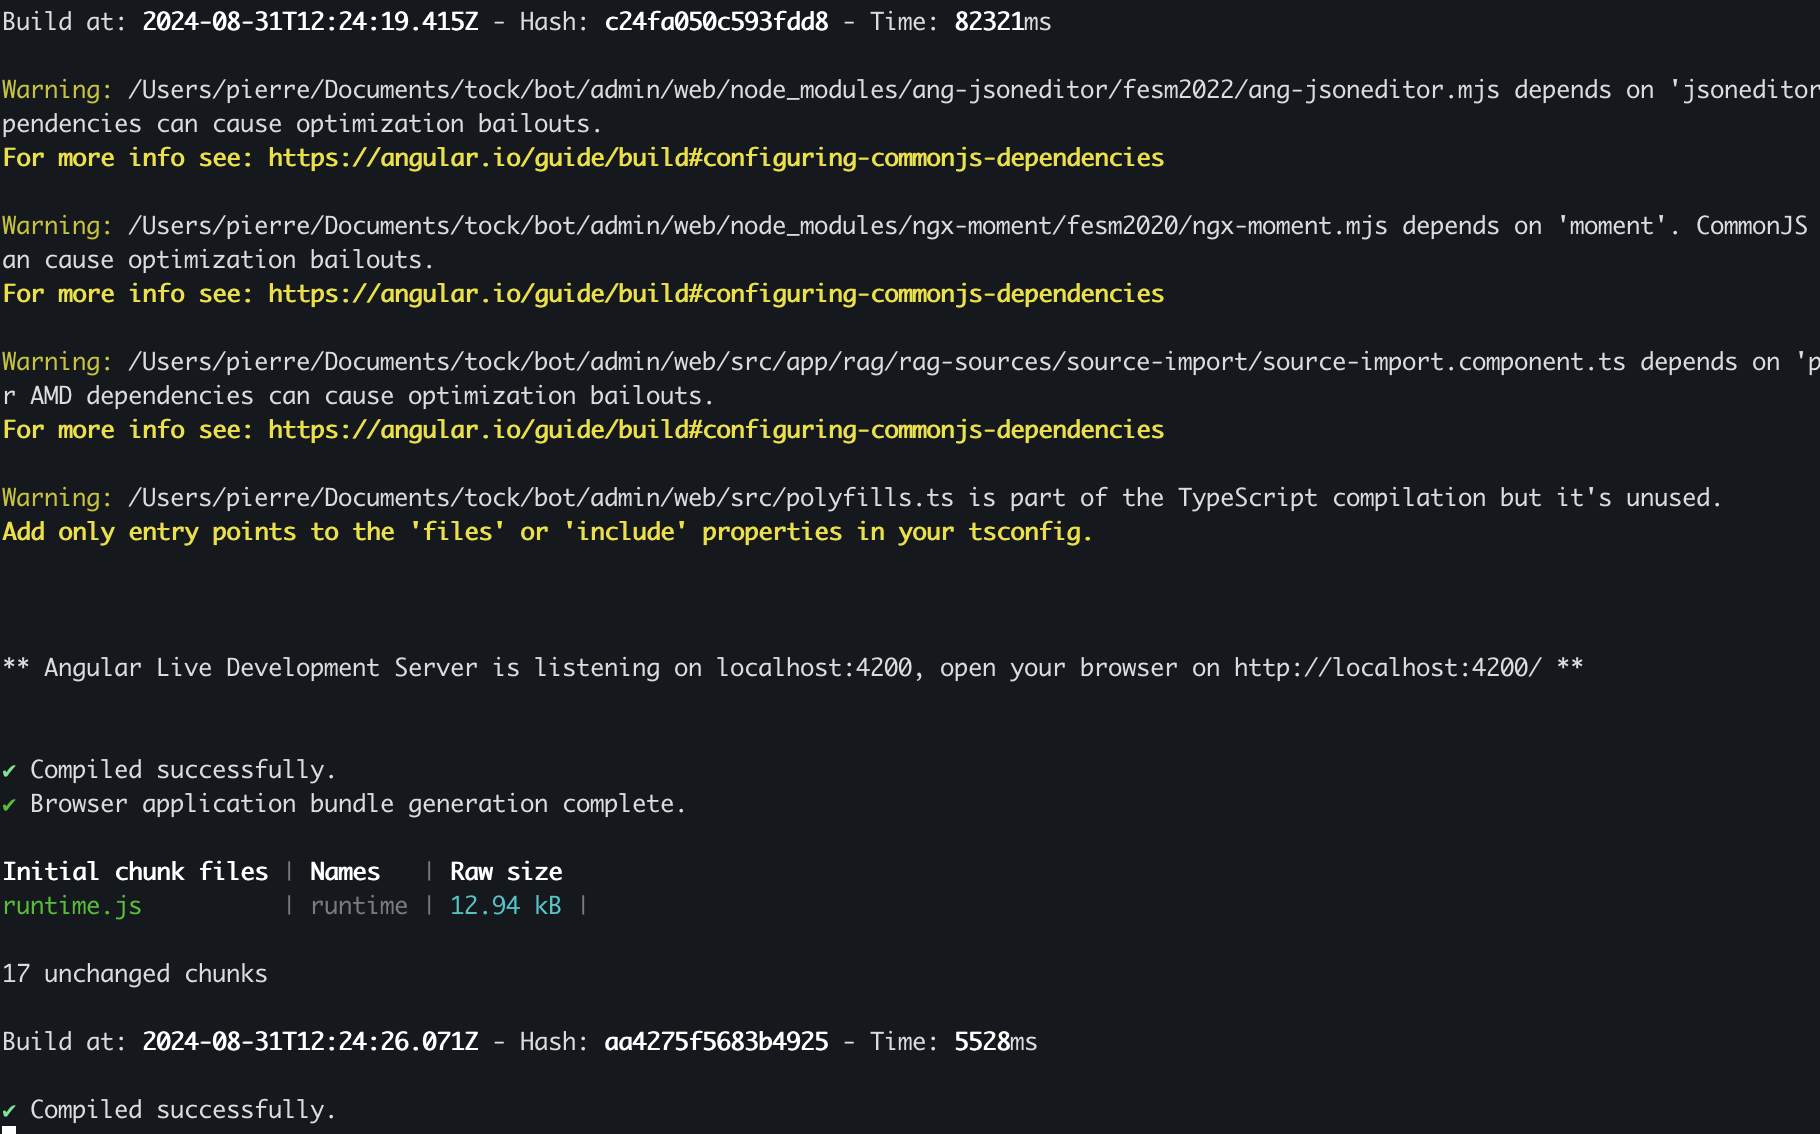 Build at: 2024-08-31T12:24:19.415Z - Hash: c24fa050c593fdd8 - Time: 82321ms
Warning: /Users/pierre/Documents/tock/bot/admin/web/node_modules/ang-jsoneditor/fesm2022/ang-jsoneditor.mjs depends on 'jsoneditor
pendencies can cause optimization bailouts.
For more info see: https://angular.io/guide/build#configuring-commonjs-dependencies
Warning: /Users/pierre/Documents/tock/bot/admin/web/node_modules/ngx-moment/fesm2020/ngx-moment.mjs depends on 'moment'. CommonJS
an cause optimization bailouts.
For more info see: https://angular.io/guide/build#configuring-commonjs-dependencies
Warning: /Users/pierre/Documents/tock/bot/admin/web/src/app/rag/rag-sources/source-import/source-import.component.ts depends on 'p
r AMD dependencies can cause optimization bailouts.
For more info see: https://angular.io/guide/build#configuring-commonjs-dependencies
Warning: /Users/pierre/Documents/tock/bot/admin/web/src/polyfills.ts is part of the TypeScript compilation but it's unused.
Add only entry points to the 'files' or 'include' properties in your tsconfig.
** Angular Live Development Server is listening on localhost:4200, open your browser on http://localhost:4200/ **
✔ Compiled successfully.
✔ Browser application bundle generation complete.
Initial chunk files | Names   | Raw size
runtime.js          | runtime | 12.94 kB |
17 unchanged chunks
Build at: 2024-08-31T12:24:26.071Z - Hash: aa4275f5683b4925 - Time: 5528ms
✔ Compiled successfully.